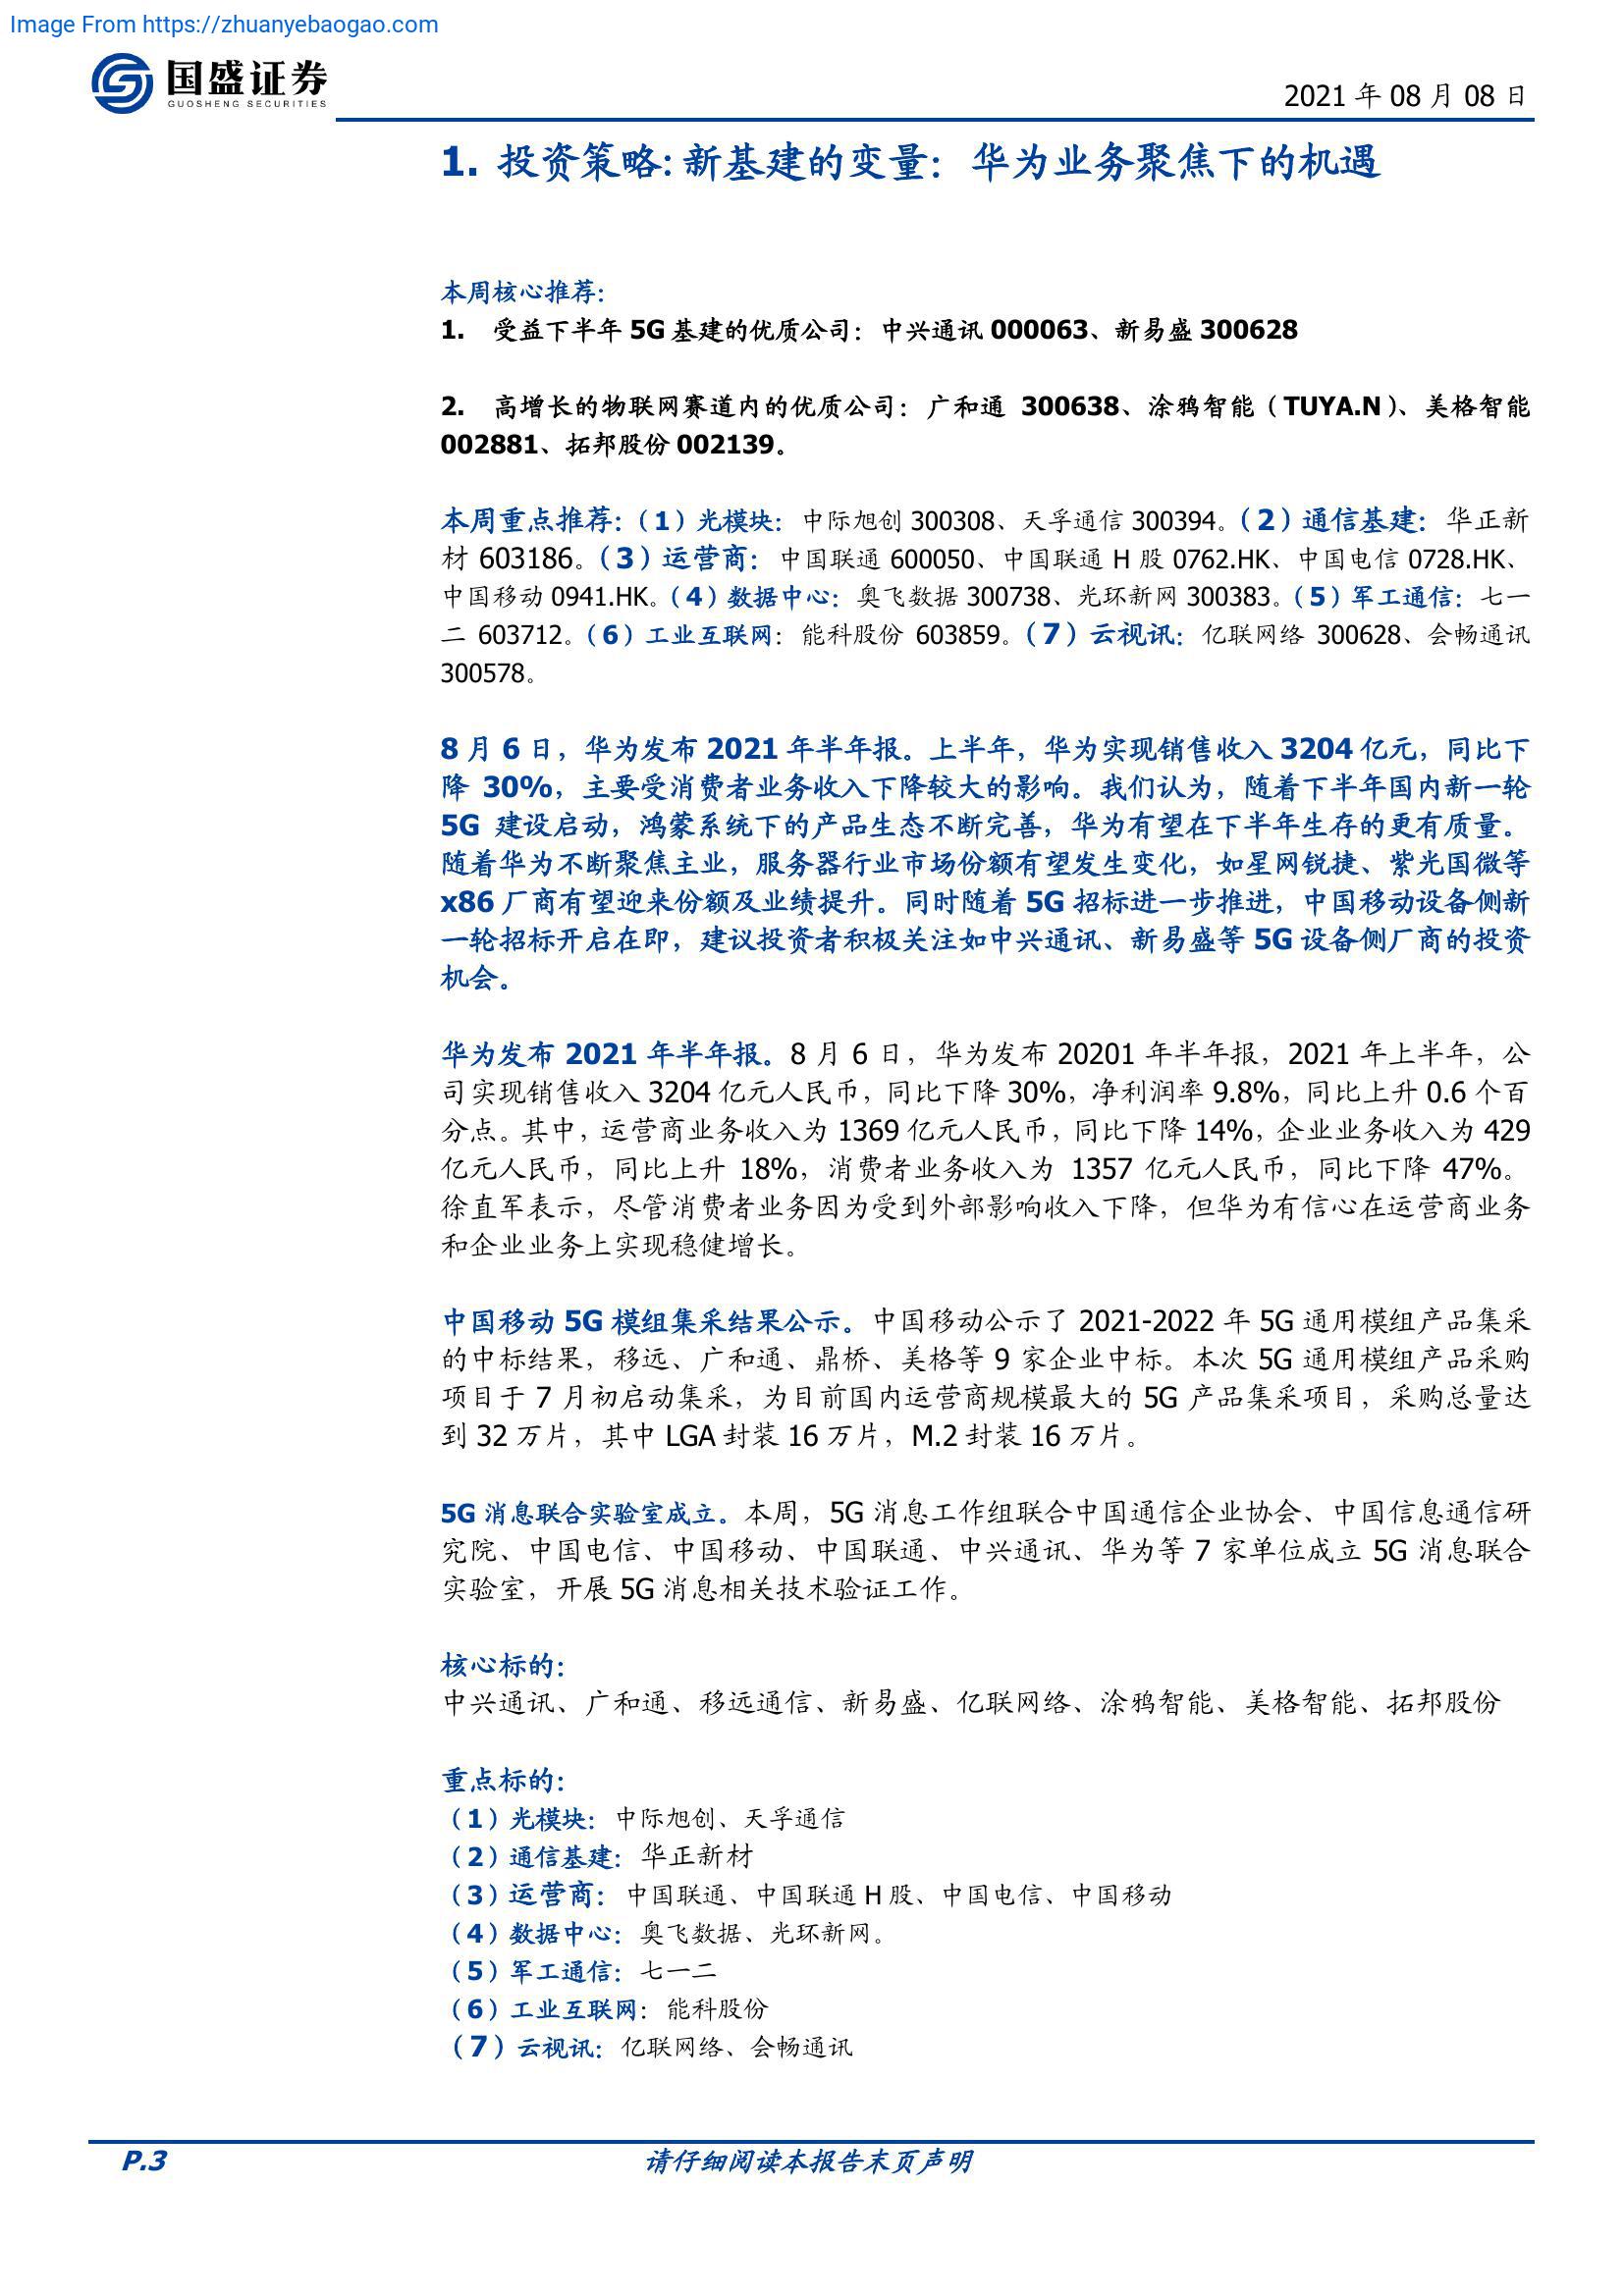 Image From https://zhuanyebaogao.com
国盛证券
GUOSHENG SECURITIES
2021 年 08 月 08 日
1. 投资策略：新基建的变量：华为业务聚焦下的机遇
本周核心推荐：
1. 受益下半年 5G 基建的优质公司：中兴通讯 000063、新易盛 300628
2. 高增长的物联网赛道内的优质公司：广和通 300638、涂鸦智能（TUYA.N）、美格智能
002881、拓邦股份 002139。
本周重点推荐：（1）光模块：中际旭创 300308、天孚通信 300394。（2）通信基建：华正新
材 603186。（3）运营商：中国联通 600050、中国联通 H 股 0762.HK、中国电信 0728.HK、
中国移动 0941.HK。（4）数据中心：奥飞数据 300738、光环新网 300383。（5）军工通信：七一
二 603712。（6）工业互联网：能科股份 603859。（7）云视讯：亿联网络 300628、会畅通讯
300578。
8 月 6 日，华为发布 2021 年半年报。上半年，华为实现销售收入 3204 亿元，同比下
降 30%，主要受消费者业务收入下降较大的影响。我们认为，随着下半年国内新一轮
5G 建设启动，鸿蒙系统下的产品生态不断完善，华为有望在下半年生存的更有质量。
随着华为不断聚焦主业，服务器行业市场份额有望发生变化，如星网锐捷、紫光国微等
x86 厂商有望迎来份额及业绩提升。同时随着 5G 招标进一步推进，中国移动设备侧新
一轮招标开启在即，建议投资者积极关注如中兴通讯、新易盛等 5G 设备侧厂商的投资
机会。
华为发布 2021 年半年报。8 月 6 日，华为发布 20201 年半年报，2021 年上半年，公
司实现销售收入 3204 亿元人民币，同比下降 30%，净利润率 9.8%，同比上升 0.6 个百
分点。其中，运营商业务收入为 1369 亿元人民币，同比下降 14%，企业业务收入为 429
亿元人民币，同比上升 18%，消费者业务收入为 1357 亿元人民币，同比下降 47%。
徐直军表示，尽管消费者业务因为受到外部影响收入下降，但华为有信心在运营商业务
和企业业务上实现稳健增长。
中国移动 5G 模组集采结果公示。中国移动公示了 2021-2022 年 5G 通用模组产品集采
的中标结果，移远、广和通、鼎桥、美格等 9 家企业中标。本次 5G 通用模组产品采购
项目于 7 月初启动集采，为目前国内运营商规模最大的 5G 产品集采项目，采购总量达
到 32 万片，其中 LGA 封装 16 万片，M.2 封装 16 万片。
5G 消息联合实验室成立。本周，5G 消息工作组联合中国通信企业协会、中国信息通信研
究院、中国电信、中国移动、中国联通、中兴通讯、华为等 7 家单位成立 5G 消息联合
实验室，开展 5G 消息相关技术验证工作。
核心标的：
中兴通讯、广和通、移远通信、新易盛、亿联网络、涂鸦智能、美格智能、拓邦股份
重点标的：
（1）光模块：中际旭创、天孚通信
（2）通信基建：华正新材
（3）运营商：中国联通、中国联通 H 股、中国电信、中国移动
（4）数据中心：奥飞数据、光环新网。
（5）军工通信：七一二
（6）工业互联网：能科股份
（7）云视讯：亿联网络、会畅通讯
P.3
请仔细阅读本报告末页声明